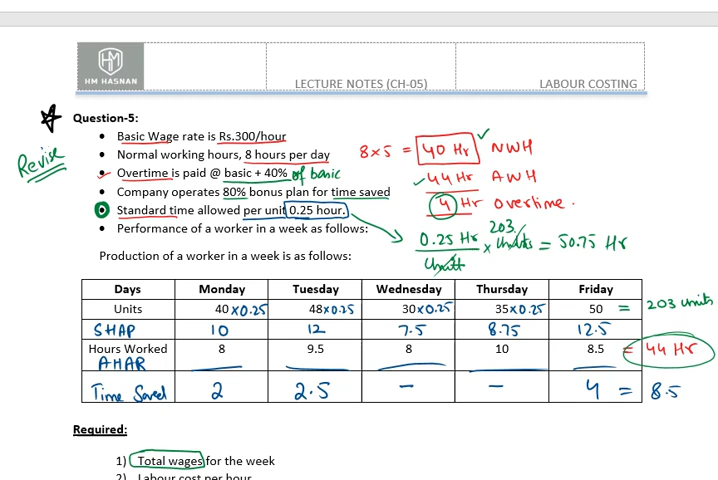 HM HASNAN
LECTURE NOTES (CH-05)
LABOUR COSTING
Revise
Question-5:
• Basic Wage rate is Rs.300/hour
• Normal working hours, 8 hours per day
8 x 5 = 40 Hr NWH
• Overtime is paid @ basic + 40% of basic
44 Hr AWH
• Company operates 80% bonus plan for time saved
4 Hr Overtime.
• Standard time allowed per unit 0.25 hour.
• Performance of a worker in a week as follows:
0.25 Hr / Unit x 203 Units = 50.75 Hr
Production of a worker in a week is as follows:
Days Monday Tuesday Wednesday Thursday Friday
Units 40 x0.25 48x0.25 30x0.25 35x0.25 50 = 203 units
SHAP 10 12 7.5 8.75 12.5
Hours Worked 8 9.5 8 10 8.5 = 44 Hr
AHAR
Time Saved 2 2.5 – – 4 = 8.5
Required:
1) Total wages for the week
2) Labour cost per hour